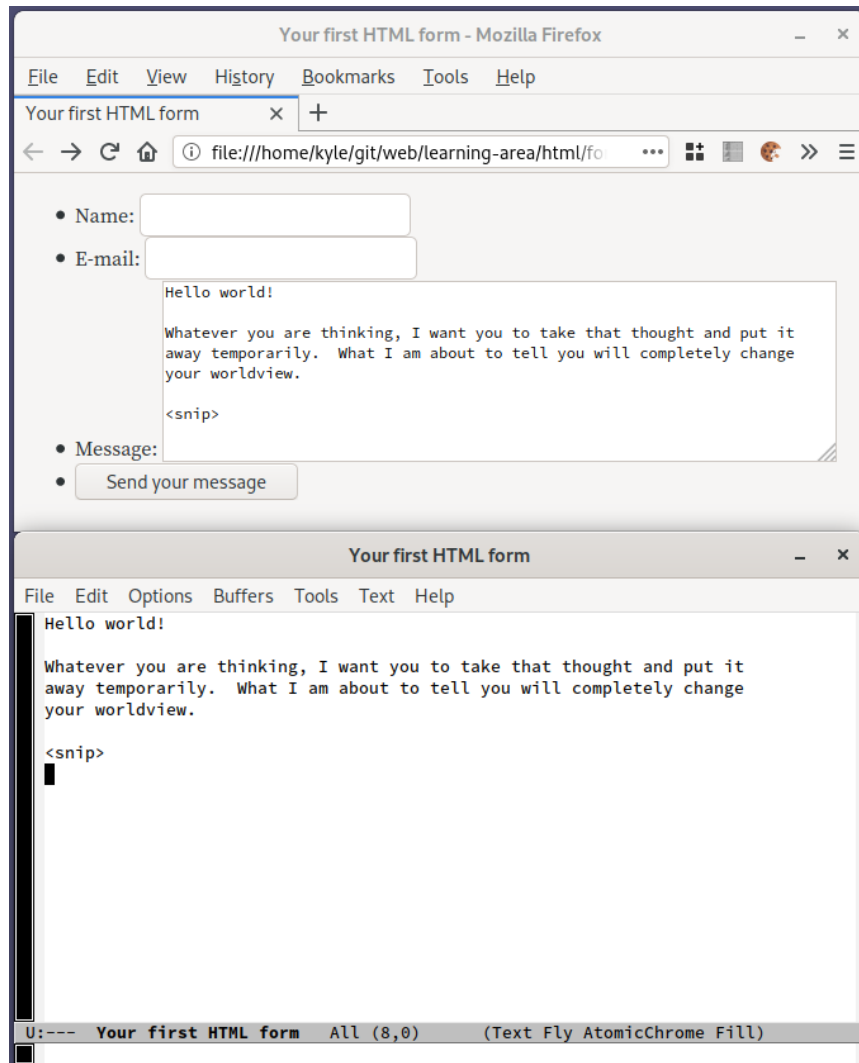 Your first HTML form - Mozilla Firefox
File Edit View History Bookmarks Tools Help
Your first HTML form
file:///home/kyle/git/web/learning-area/html/fo
Name:
E-mail:
Hello world!
Whatever you are thinking, I want you to take that thought and put it
away temporarily.  What I am about to tell you will completely change
your worldview.
<snip>
Message:
Send your message
Your first HTML form
File Edit Options Buffers Tools Text Help
Hello world!
Whatever you are thinking, I want you to take that thought and put it
away temporarily.  What I am about to tell you will completely change
your worldview.
<snip>
U:--- Your first HTML form All (8,0) (Text Fly AtomicChrome Fill)